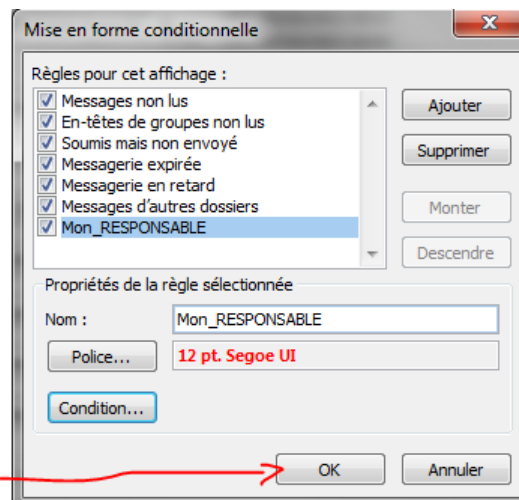 Mise en forme conditionnelle
Règles pour cet affichage :
Messages non lus
En-têtes de groupes non lus
Soumis mais non envoyé
Messagerie expirée
Messagerie en retard
Messages d'autres dossiers
Mon_RESPONSABLE
Ajouter
Supprimer
Monter
Descendre
Propriétés de la règle sélectionnée
Nom : Mon_RESPONSABLE
Police... 12 pt. Segoe UI
Condition...
OK Annuler